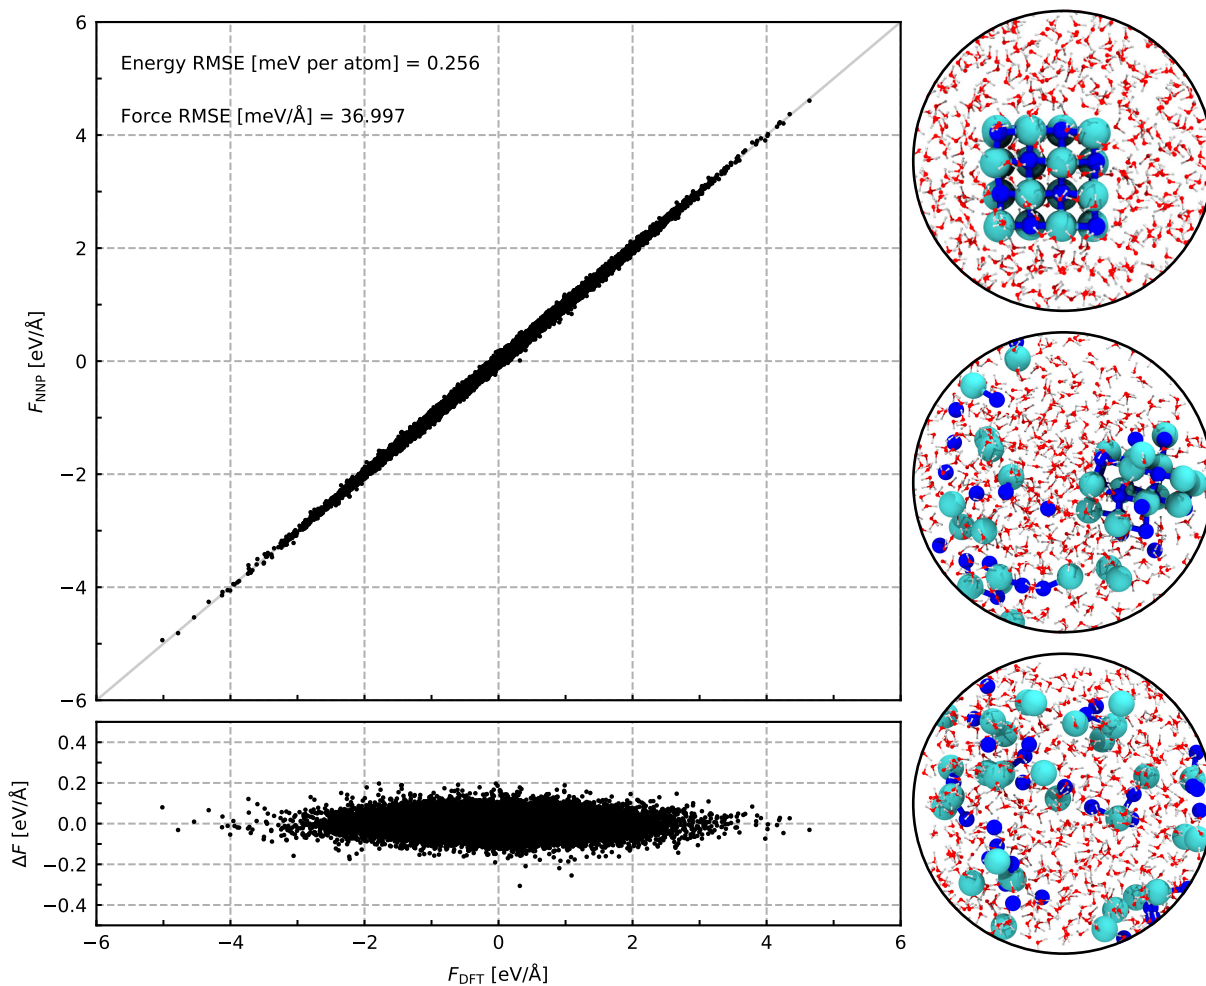 6
4
2
0
−2
−4
−6
F_NNP [eV/Å]
Energy RMSE [meV per atom] = 0.256
Force RMSE [meV/Å] = 36.997
0.4
0.2
0.0
−0.2
−0.4
ΔF [eV/Å]
−6 −4 −2 0 2 4 6
F_DFT [eV/Å]